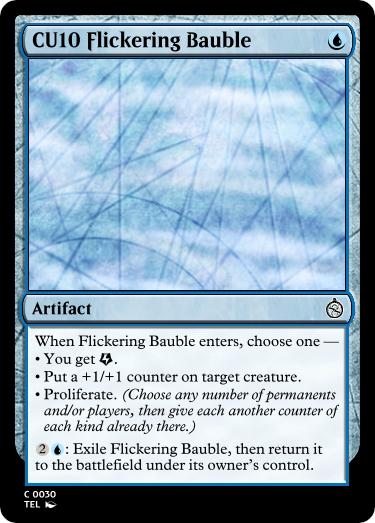 CU10 Flickering Bauble
Artifact
When Flickering Bauble enters, choose one —
• You get .
• Put a +1/+1 counter on target creature.
• Proliferate. (Choose any number of permanents
and/or players, then give each another counter of
each kind already there.)
2 : Exile Flickering Bauble, then return it
to the battlefield under its owner's control.
C 0030
TEL